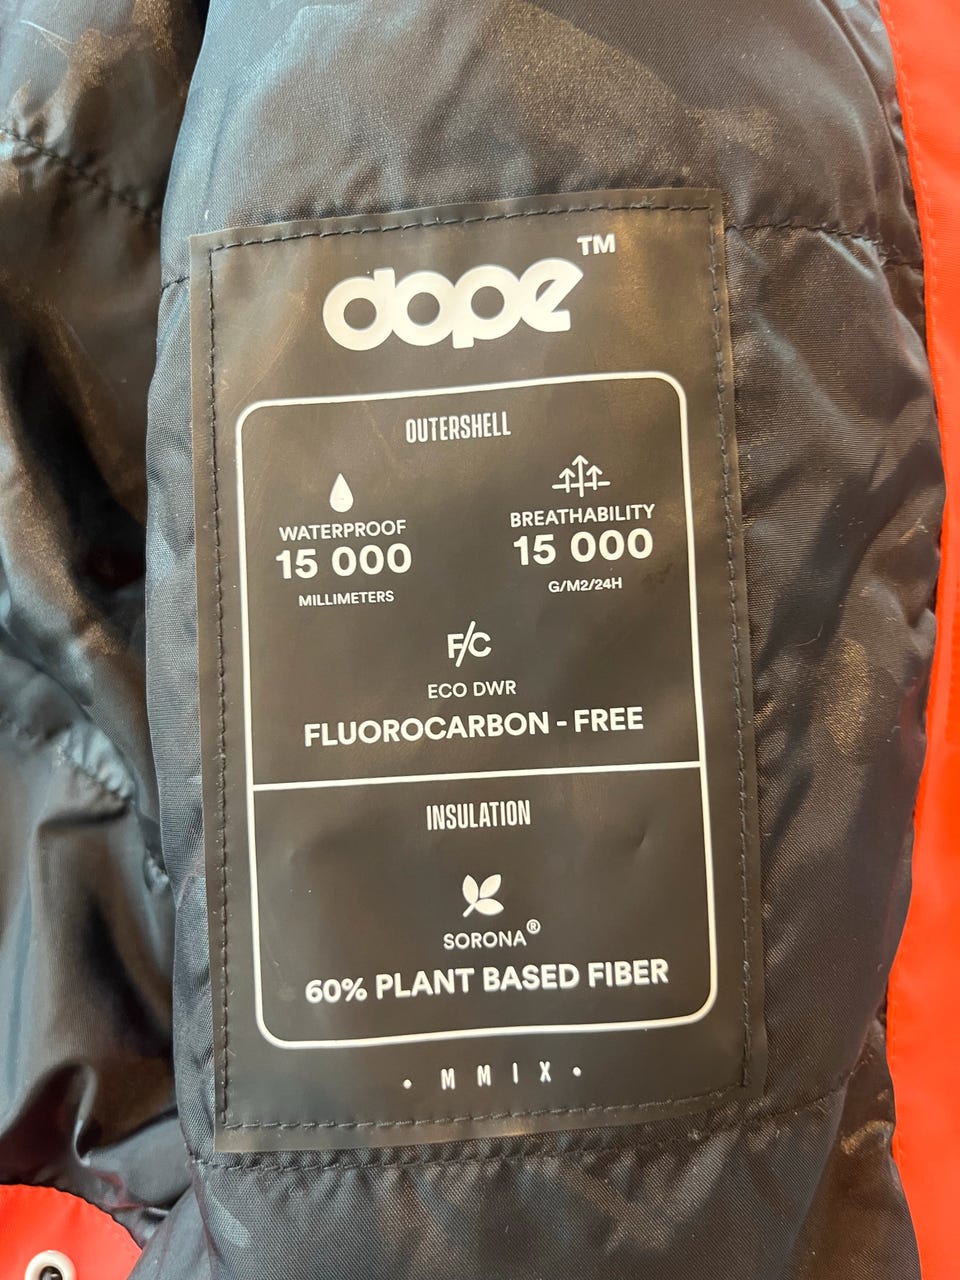 dope™
OUTERSHELL
WATERPROOF
15 000
MILLIMETERS
BREATHABILITY
15 000
G/M2/24H
F/C
ECO DWR
FLUOROCARBON - FREE
INSULATION
SORONA®
60% PLANT BASED FIBER
• M M I X •